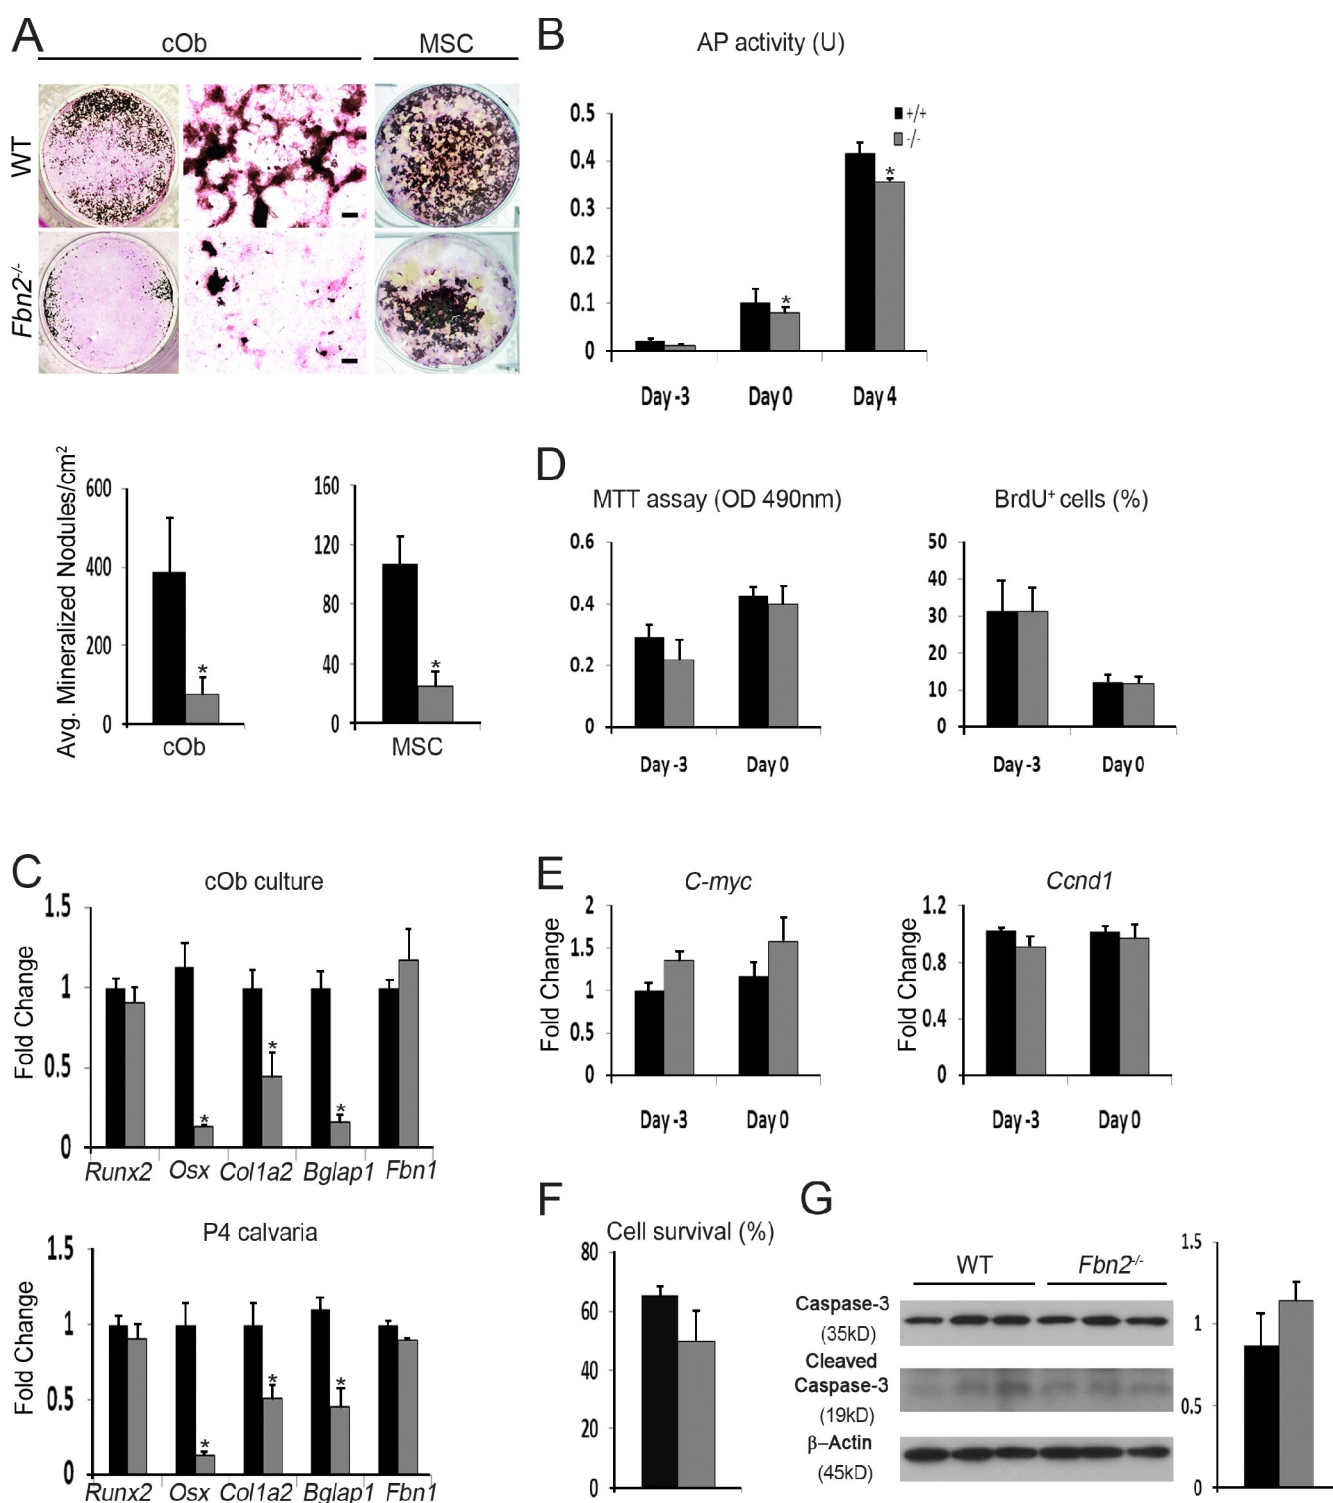 A
cOb
MSC
WT
Fbn2-/-
Avg. Mineralized Nodules/cm2
600
400
200
0
cOb
160
120
80
40
0
MSC
*
*
B
AP activity (U)
+/+
-/-
0.5
0.4
0.3
0.2
0.1
0
*
*
Day -3
Day 0
Day 4
D
MTT assay (OD 490nm)
0.6
0.4
0.2
0
Day -3
Day 0
BrdU+ cells (%)
50
40
30
20
10
0
Day -3
Day 0
C
cOb culture
Fold Change
1.5
1
0.5
0
*
*
*
Runx2 Osx Col1a2 Bglap1 Fbn1
P4 calvaria
Fold Change
1.5
1
0.5
0
*
*
*
Runx2 Osx Col1a2 Bglap1 Fbn1
E
C-myc
Fold Change
2
1.5
1
0.5
0
Day -3
Day 0
Ccnd1
Fold Change
1.2
0.8
0.4
0
Day -3
Day 0
F
Cell survival (%)
80
60
40
20
0
G
WT
Fbn2-/-
Caspase-3
(35kD)
Cleaved
Caspase-3
(19kD)
β-Actin
(45kD)
1.5
1
0.5
0